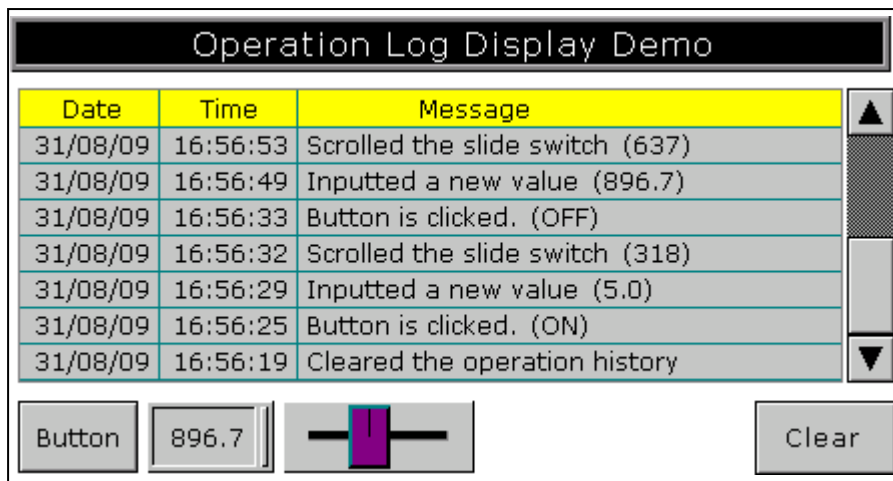 Operation Log Display Demo
Date Time Message
31/08/09 16:56:53 Scrolled the slide switch (637)
31/08/09 16:56:49 Inputted a new value (896.7)
31/08/09 16:56:33 Button is clicked. (OFF)
31/08/09 16:56:32 Scrolled the slide switch (318)
31/08/09 16:56:29 Inputted a new value (5.0)
31/08/09 16:56:25 Button is clicked. (ON)
31/08/09 16:56:19 Cleared the operation history
Button 896.7 Clear